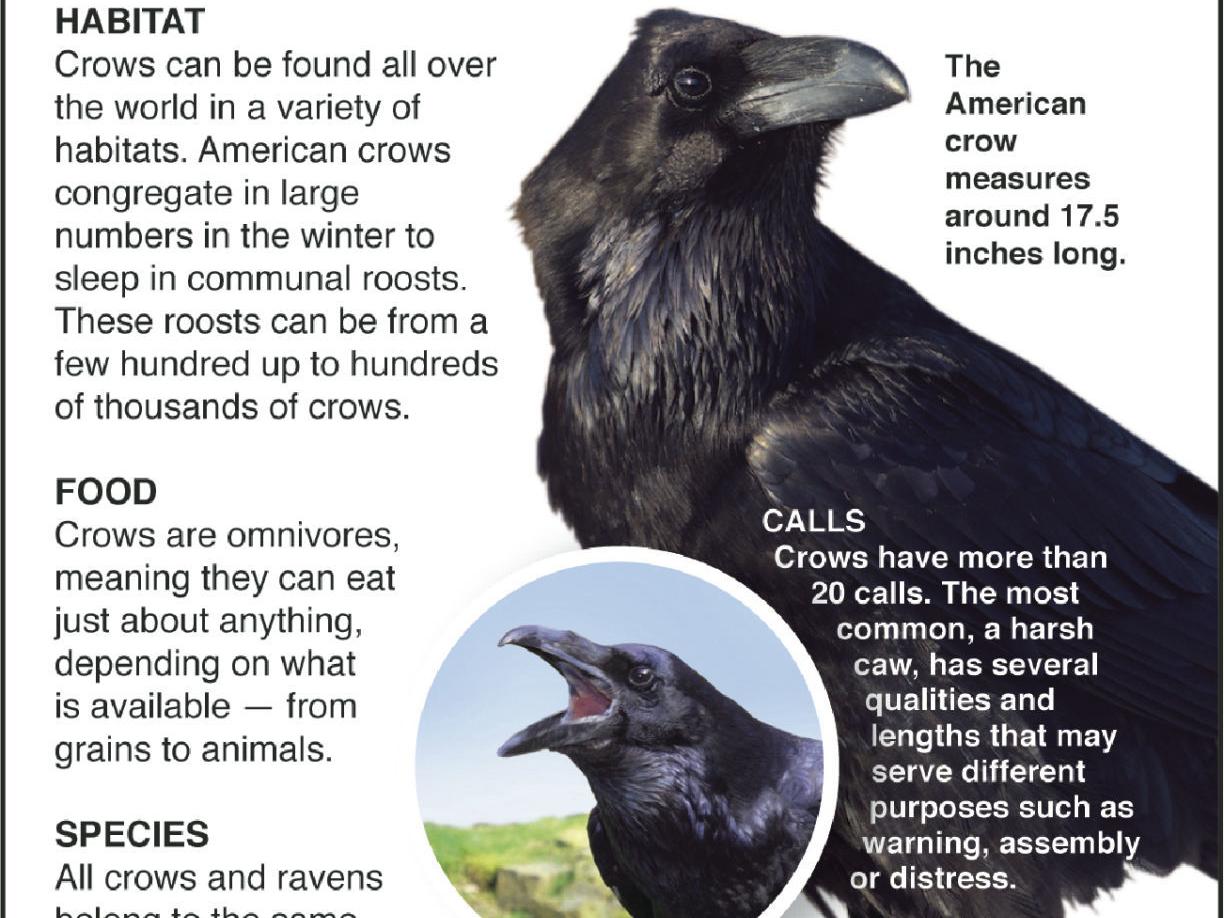 HABITAT
Crows can be found all over
the world in a variety of
habitats. American crows
congregate in large
numbers in the winter to
sleep in communal roosts.
These roosts can be from a
few hundred up to hundreds
of thousands of crows.
FOOD
Crows are omnivores,
meaning they can eat
just about anything,
depending on what
is available — from
grains to animals.
SPECIES
All crows and ravens
belong to the same
The
American
crow
measures
around 17.5
inches long.
CALLS
Crows have more than
20 calls. The most
common, a harsh
caw, has several
qualities and
lengths that may
serve different
purposes such as
warning, assembly
or distress.